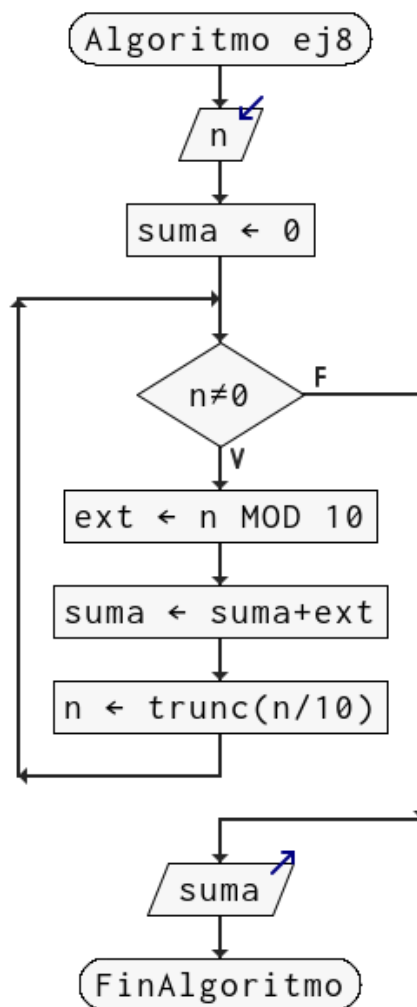 Algoritmo ej8
n
suma ← 0
n≠0
F
V
ext ← n MOD 10
suma ← suma+ext
n ← trunc(n/10)
suma
FinAlgoritmo